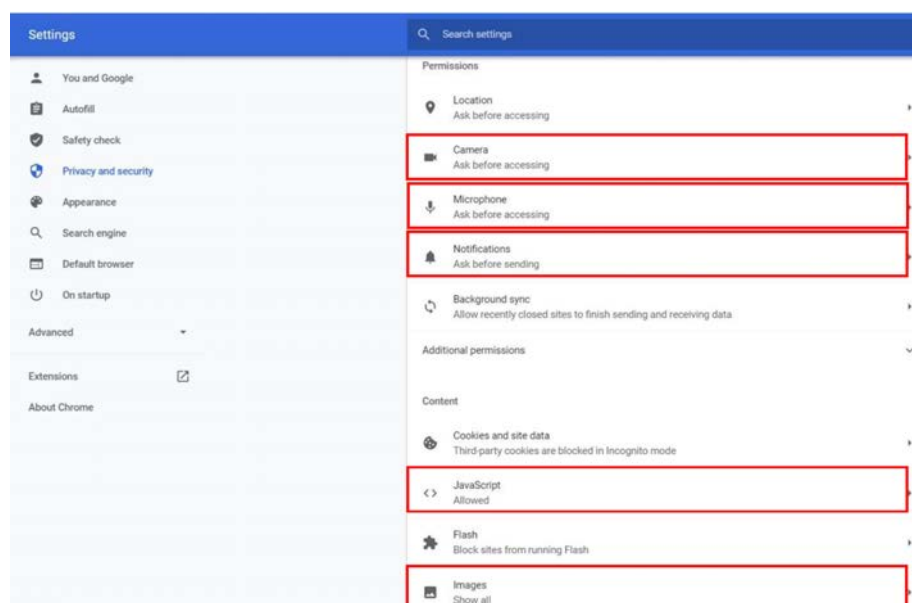 Settings
Search settings
You and Google
Autofill
Safety check
Privacy and security
Appearance
Search engine
Default browser
On startup
Advanced
Extensions
About Chrome
Permissions
Location
Ask before accessing
Camera
Ask before accessing
Microphone
Ask before accessing
Notifications
Ask before sending
Background sync
Allow recently closed sites to finish sending and receiving data
Additional permissions
Content
Cookies and site data
Third-party cookies are blocked in Incognito mode
JavaScript
Allowed
Flash
Block sites from running Flash
Images
Show all